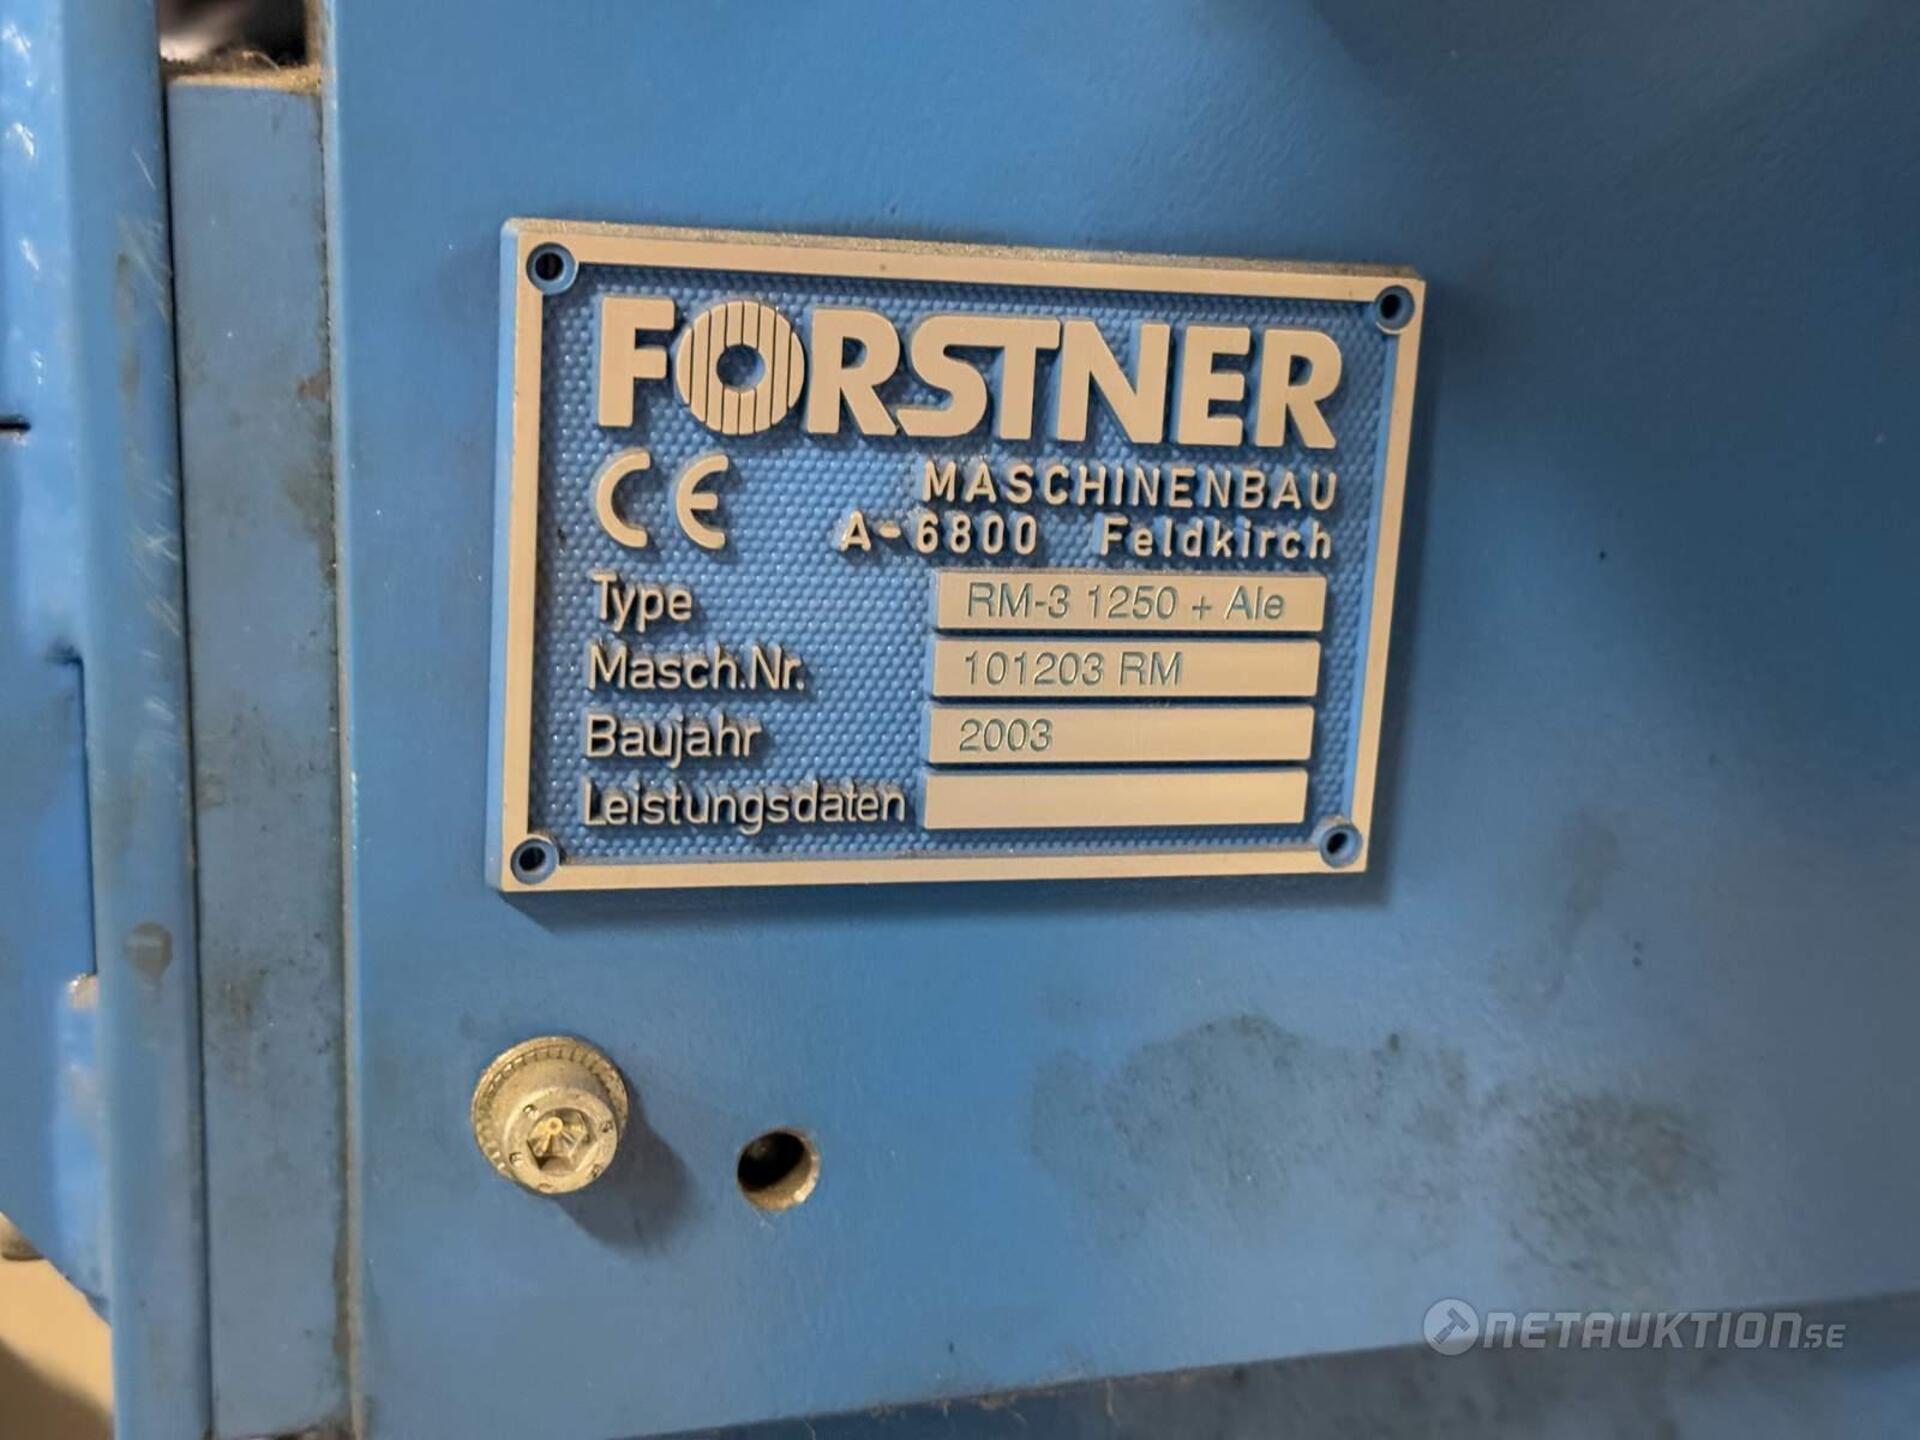 FORSTNER
CE MASCHINENBAU
A-6800 Feldkirch
Type RM-3 1250 + Ale
Masch.Nr. 101203 RM
Baujahr 2003
Leistungsdaten
NETAUKTION.SE